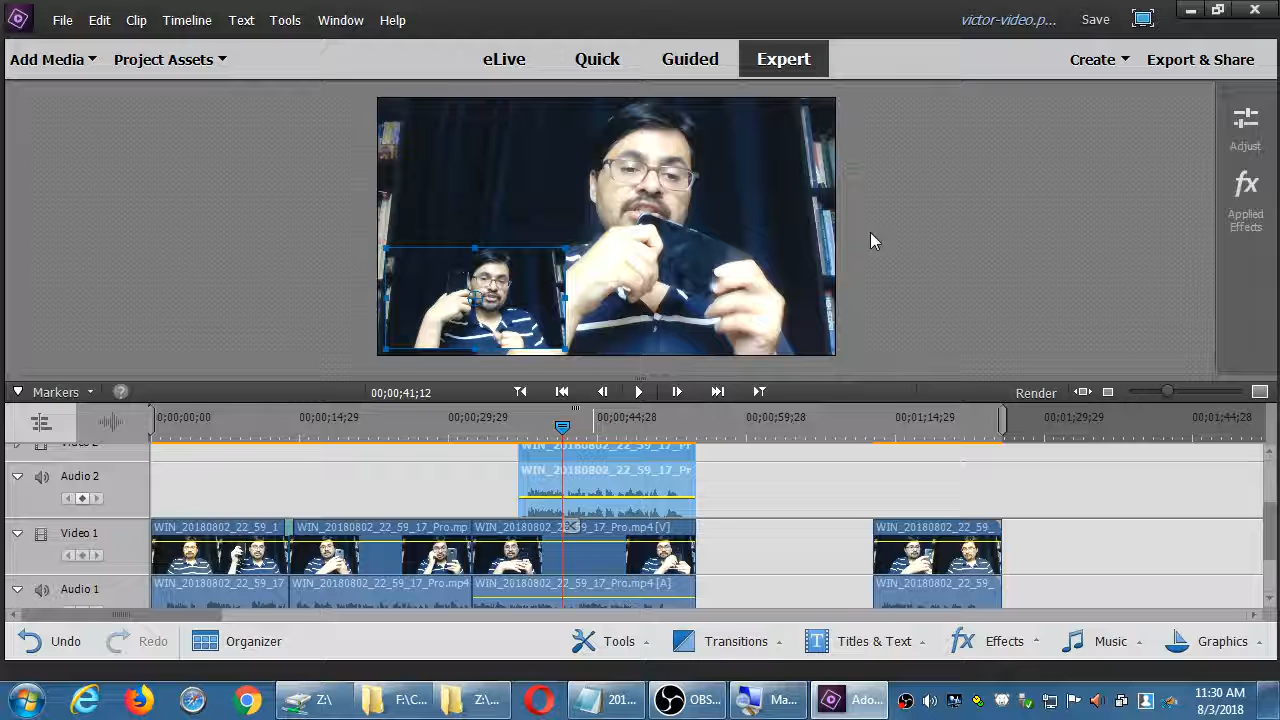 File Edit Clip Timeline Text Tools Window Help
victor-video.p... Save
Add Media Project Assets
eLive Quick Guided Expert
Create Export & Share
Adjust
fx
Applied
Effects
Markers ? 00;00;41;12 Render
0;00;00;00 00;00;14;29 00;00;29;29 00;00;44;28 00;00;59;28 00;01;14;29 00;01;29;29 00;01;44;28
WIN_20180802_22_59_17_Pr
Audio 2
WIN_20180802_22_59_17_Pr
Video 1
WIN_20180802_22_59_1
WIN_20180802_22_59_17_Pro.mp
WIN_20180802_22_59_17_Pro.mp4 [V]
WIN_20180802_22_59_
Audio 1
WIN_20180802_22_59_17
WIN_20180802_22_59_17_Pro.mp4
WIN_20180802_22_59_17_Pro.mp4 [A]
WIN_20180802_22_59_
Undo Redo Organizer Tools Transitions T Titles & Text fx Effects Music Graphics
Z:\ F:\C... Z:\... 201... OBS... Ma... Ado...
11:30 AM
8/3/2018